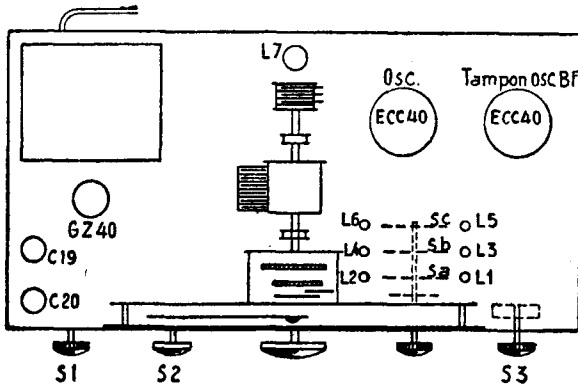 L7
Osc.
Tampon OSC BF
ECC40
ECC40
GZ40
L6
Sc
L5
C19
L4
Sb
L3
L2
Sa
L1
C20
S1
S2
S3